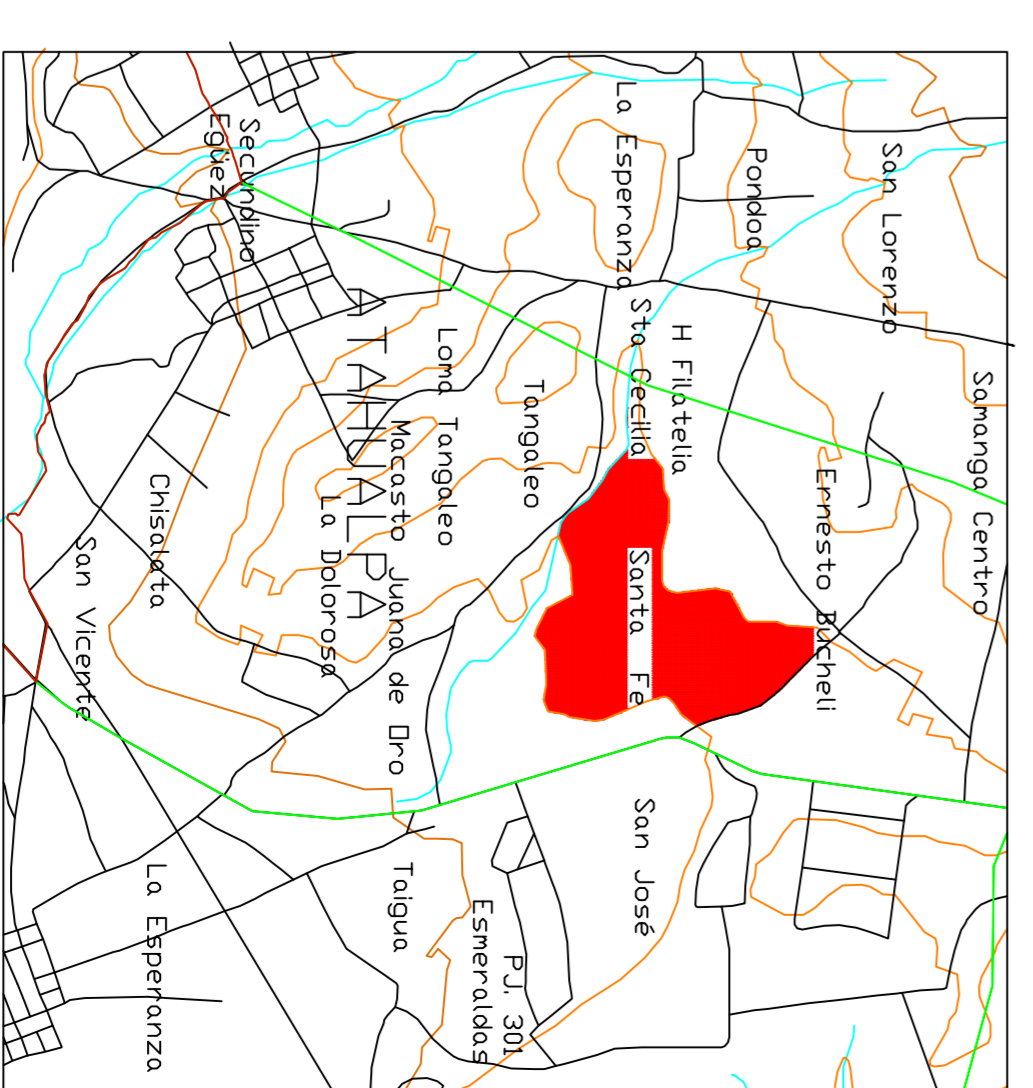 Samanga Centro
San Lorenzo
Ernesto Bucheli
Pondoa
H Filatelia
Sta Cecilia
Santa Fe
San José
La Esperanza
Tangaleo
PJ. 301
Esmeraldas
Loma Tangaleo
Macasto
Juana de Oro
Taigua
ATAHUALPA
La Dolorosa
Secundino
Egüez
Chisalata
La Esperanza
San Vicente